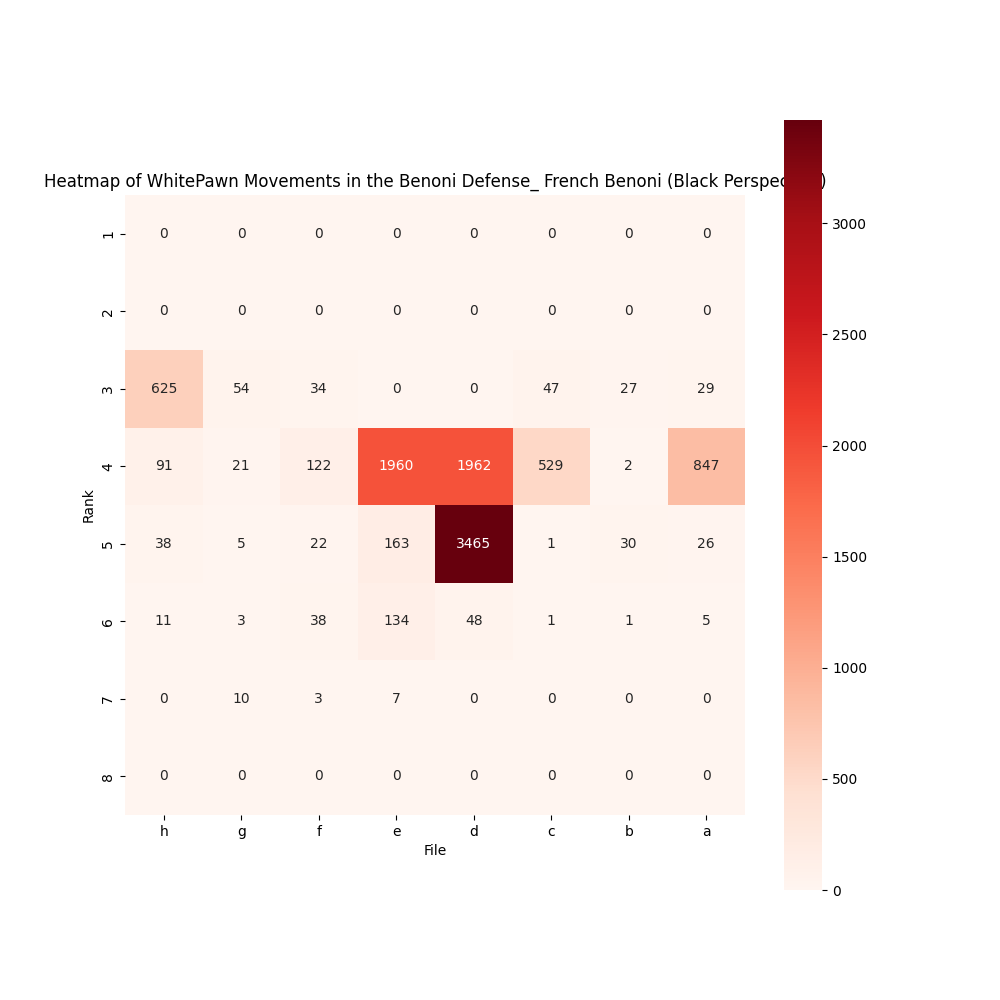 Heatmap of WhitePawn Movements in the Benoni Defense_ French Benoni (Black Perspec )
1 0 0 0 0 0 0 0 0
2 0 0 0 0 0 0 0 0
3 625 54 34 0 0 47 27 29
4 91 21 122 1960 1962 529 2 847
5 38 5 22 163 3465 1 30 26
6 11 3 38 134 48 1 1 5
7 0 10 3 7 0 0 0 0
8 0 0 0 0 0 0 0 0
h g f e d c b a
File
Rank
3000
2500
2000
1500
1000
500
0